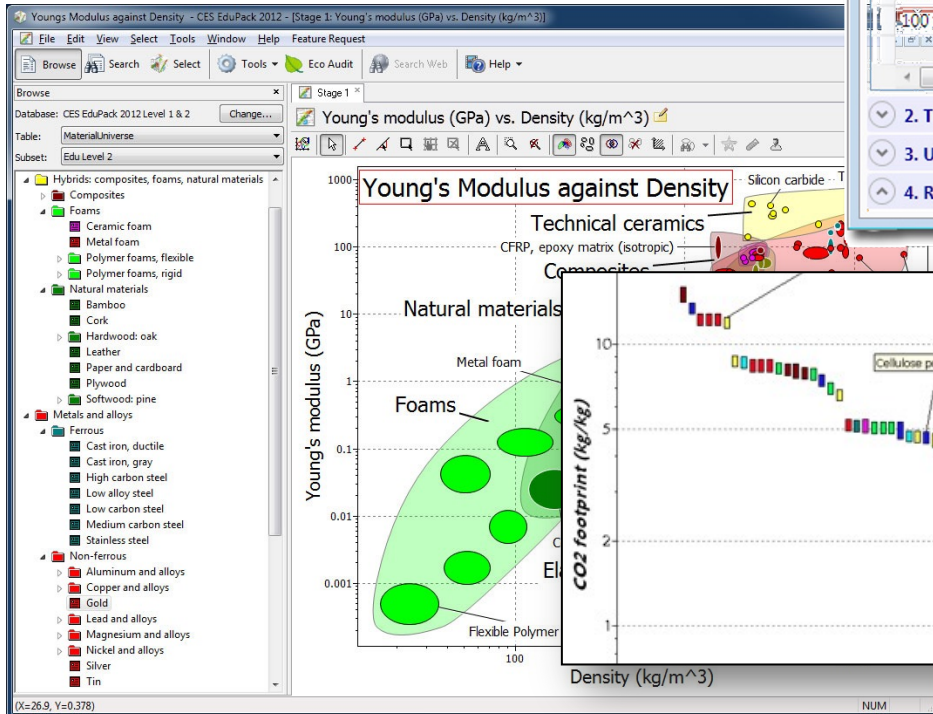 Youngs Modulus against Density - CES EduPack 2012 - [Stage 1: Young's modulus (GPa) vs. Density (kg/m^3)]
File Edit View Select Tools Window Help Feature Request
Browse Search Select Tools Eco Audit Search Web Help
Browse
Database: CES EduPack 2012 Level 1 & 2 Change...
Table: MaterialUniverse
Subset: Edu Level 2
Hybrids: composites, foams, natural materials
Composites
Foams
Ceramic foam
Metal foam
Polymer foams, flexible
Polymer foams, rigid
Natural materials
Bamboo
Cork
Hardwood: oak
Leather
Paper and cardboard
Plywood
Softwood: pine
Metals and alloys
Ferrous
Cast iron, ductile
Cast iron, gray
High carbon steel
Low alloy steel
Low carbon steel
Medium carbon steel
Stainless steel
Non-ferrous
Aluminum and alloys
Copper and alloys
Gold
Lead and alloys
Magnesium and alloys
Nickel and alloys
Silver
Tin
Stage 1
Young's modulus (GPa) vs. Density (kg/m^3)
Young's Modulus against Density
Silicon carbide
Technical ceramics
CFRP, epoxy matrix (isotropic)
Composites
Natural materials
Metal foam
Foams
Flexible Polymer
1000
100
10
1
0.1
0.01
0.001
Young's modulus (GPa)
100
Density (kg/m^3)
100
2. T
3. U
4. R
10
5
2
1
CO2 footprint (kg/kg)
Cellulose p
(X=26.9, Y=0.378)
NUM